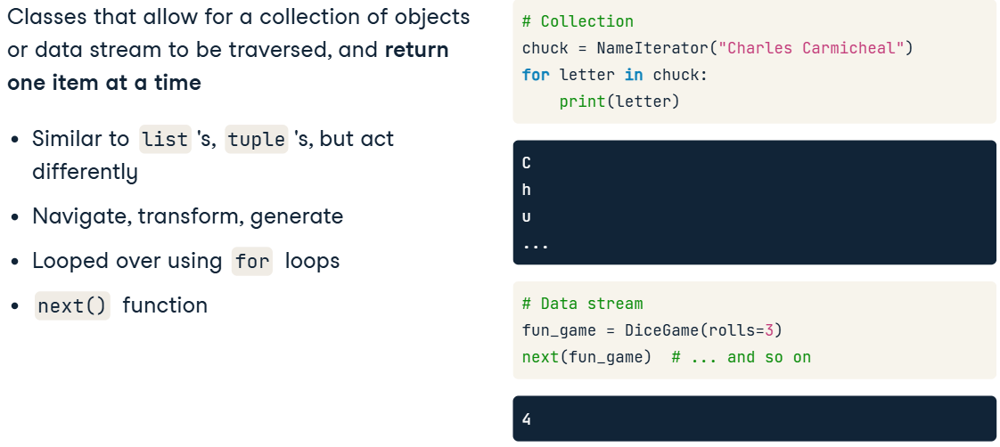 Classes that allow for a collection of objects
or data stream to be traversed, and return
one item at a time
• Similar to list 's, tuple 's, but act
differently
• Navigate, transform, generate
• Looped over using for loops
• next() function
# Collection
chuck = NameIterator("Charles Carmicheal")
for letter in chuck:
    print(letter)
C
h
u
...
# Data stream
fun_game = DiceGame(rolls=3)
next(fun_game)  # ... and so on
4